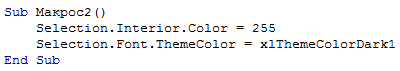 Sub Макрос2()
    Selection.Interior.Color = 255
    Selection.Font.ThemeColor = xlThemeColorDark1
End Sub